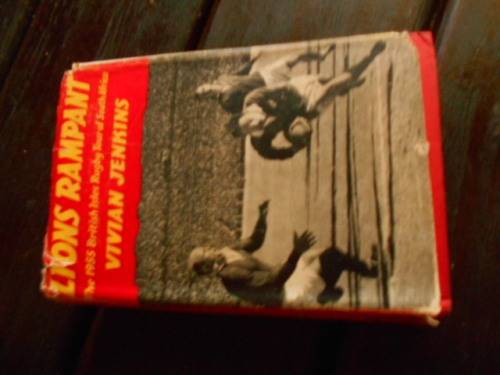 LIONS RAMPANT
The 1955 British Isles Rugby Tour of South Africa
VIVIAN JENKINS